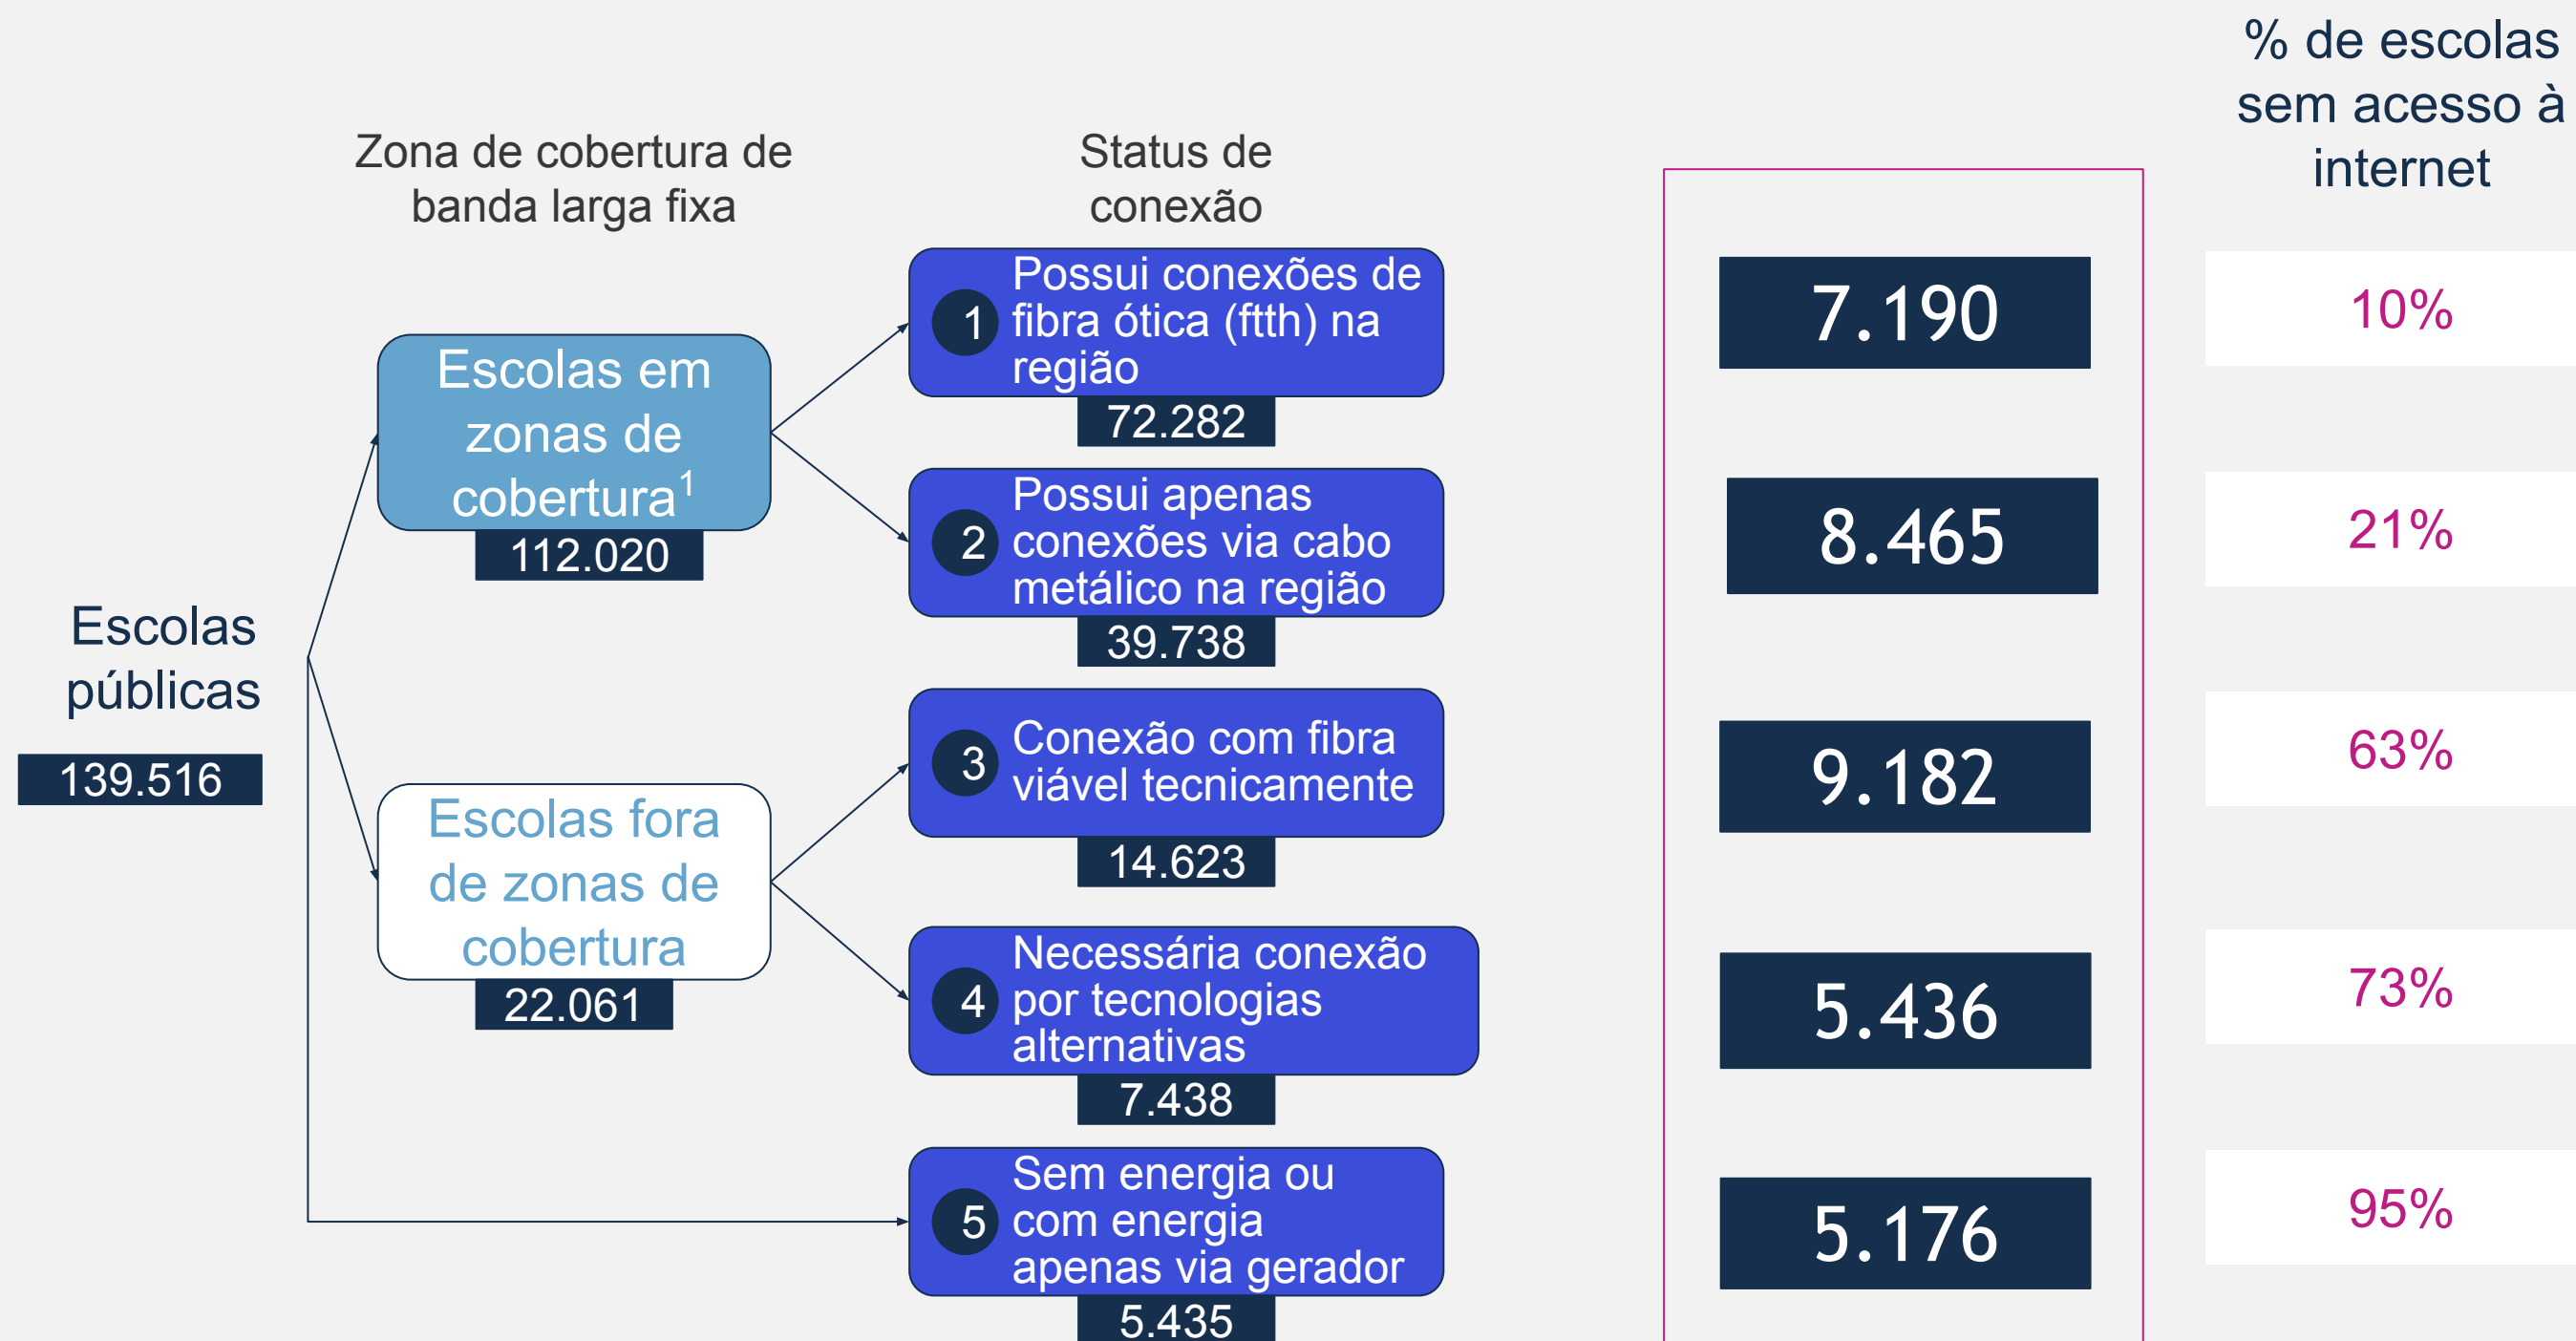 % de escolas
sem acesso à
internet
Zona de cobertura de
banda larga fixa
Status de
conexão
Escolas
públicas
139.516
Escolas em
zonas de
cobertura1
112.020
Escolas fora
de zonas de
cobertura
22.061
1
Possui conexões de
fibra ótica (ftth) na
região
72.282
7.190
10%
2
Possui apenas
conexões via cabo
metálico na região
39.738
8.465
21%
3
Conexão com fibra
viável tecnicamente
14.623
9.182
63%
4
Necessária conexão
por tecnologias
alternativas
7.438
5.436
73%
5
Sem energia ou
com energia
apenas via gerador
5.435
5.176
95%